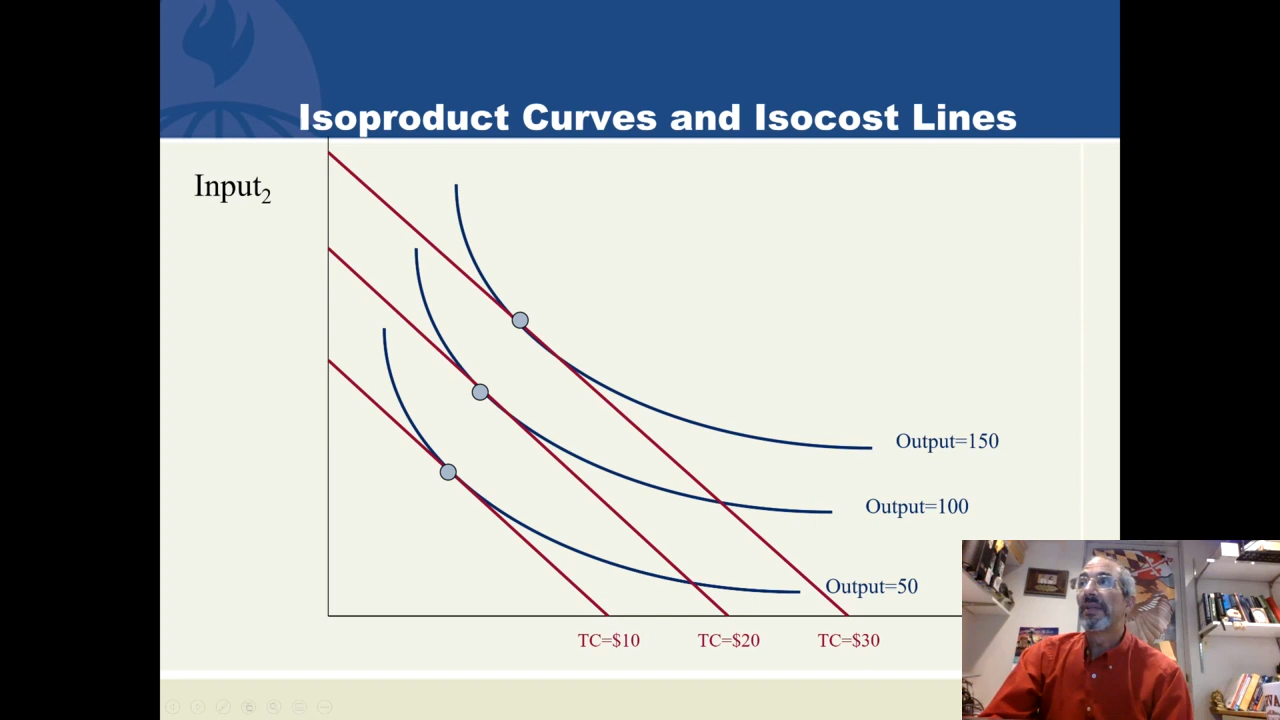 Isoproduct Curves and Isocost Lines
Input₂
Output=150
Output=100
Output=50
TC=$10
TC=$20
TC=$30